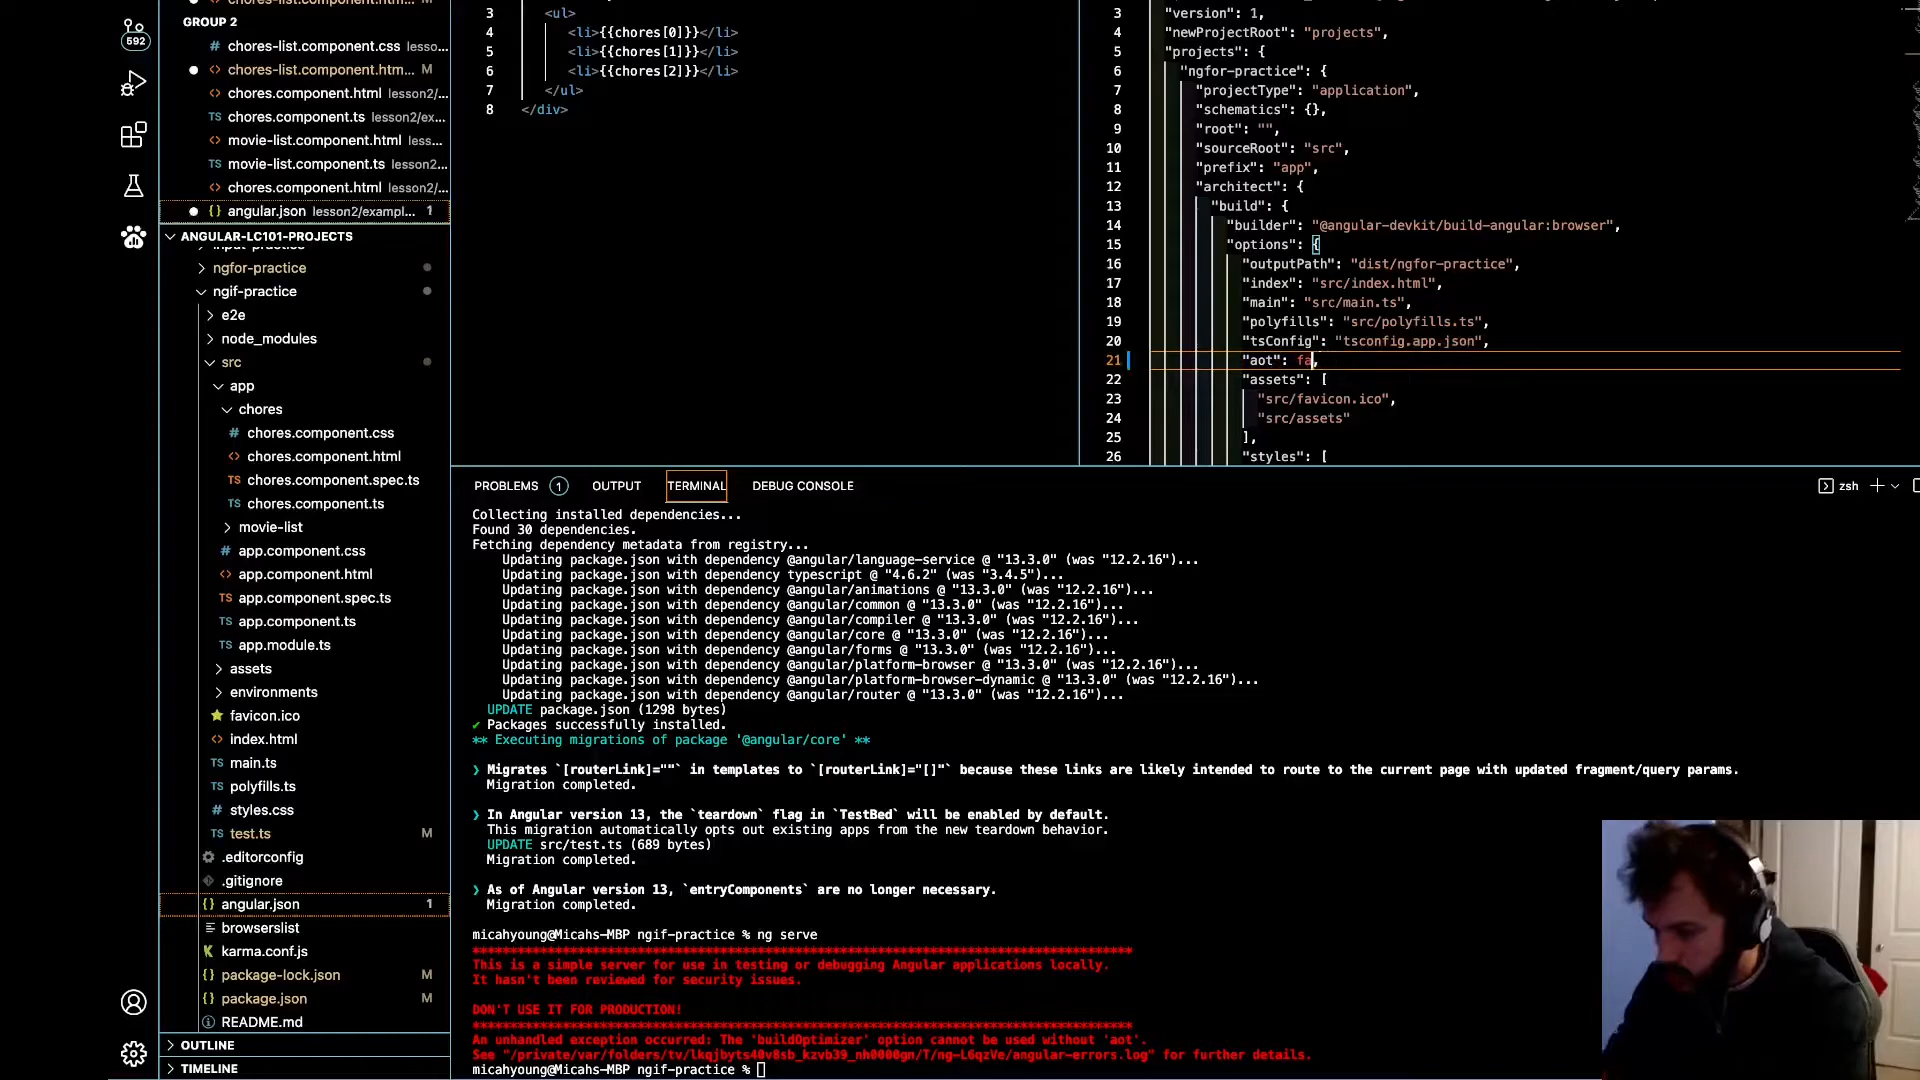 592
GROUP 2
chores-list.component.css lesso...
chores-list.component.htm... M
chores.component.html lesson2/...
TS chores.component.ts lesson2/ex...
movie-list.component.html less...
TS movie-list.component.ts lesson2...
chores.component.html lesson2/...
{} angular.json lesson2/exampl... 1
ANGULAR-LC101-PROJECTS
ngfor-practice
ngif-practice
e2e
node_modules
src
app
chores
# chores.component.css
<> chores.component.html
TS chores.component.spec.ts
TS chores.component.ts
movie-list
# app.component.css
<> app.component.html
TS app.component.spec.ts
TS app.component.ts
TS app.module.ts
assets
environments
favicon.ico
<> index.html
TS main.ts
TS polyfills.ts
# styles.css
TS test.ts M
.editorconfig
.gitignore
{} angular.json 1
browserslist
karma.conf.js
{} package-lock.json M
{} package.json M
README.md
OUTLINE
TIMELINE
3 <ul>
4 <li>{{chores[0]}}</li>
5 <li>{{chores[1]}}</li>
6 <li>{{chores[2]}}</li>
7 </ul>
8 </div>
3 "version": 1,
4 "newProjectRoot": "projects",
5 "projects": {
6 "ngfor-practice": {
7 "projectType": "application",
8 "schematics": {},
9 "root": "",
10 "sourceRoot": "src",
11 "prefix": "app",
12 "architect": {
13 "build": {
14 "builder": "@angular-devkit/build-angular:browser",
15 "options": {
16 "outputPath": "dist/ngfor-practice",
17 "index": "src/index.html",
18 "main": "src/main.ts",
19 "polyfills": "src/polyfills.ts",
20 "tsConfig": "tsconfig.app.json",
21 "aot": fa,
22 "assets": [
23 "src/favicon.ico",
24 "src/assets"
25 ],
26 "styles": [
PROBLEMS 1 OUTPUT TERMINAL DEBUG CONSOLE
zsh
Collecting installed dependencies...
Found 30 dependencies.
Fetching dependency metadata from registry...
Updating package.json with dependency @angular/language-service @ "13.3.0" (was "12.2.16")...
Updating package.json with dependency typescript @ "4.6.2" (was "3.4.5")...
Updating package.json with dependency @angular/animations @ "13.3.0" (was "12.2.16")...
Updating package.json with dependency @angular/common @ "13.3.0" (was "12.2.16")...
Updating package.json with dependency @angular/compiler @ "13.3.0" (was "12.2.16")...
Updating package.json with dependency @angular/core @ "13.3.0" (was "12.2.16")...
Updating package.json with dependency @angular/forms @ "13.3.0" (was "12.2.16")...
Updating package.json with dependency @angular/platform-browser @ "13.3.0" (was "12.2.16")...
Updating package.json with dependency @angular/platform-browser-dynamic @ "13.3.0" (was "12.2.16")...
Updating package.json with dependency @angular/router @ "13.3.0" (was "12.2.16")...
UPDATE package.json (1298 bytes)
✔ Packages successfully installed.
** Executing migrations of package '@angular/core' **
❯ Migrates `[routerLink]=""` in templates to `[routerLink]="[]"` because these links are likely intended to route to the current page with updated fragment/query params.
Migration completed.
❯ In Angular version 13, the `teardown` flag in `TestBed` will be enabled by default.
This migration automatically opts out existing apps from the new teardown behavior.
UPDATE src/test.ts (689 bytes)
Migration completed.
❯ As of Angular version 13, `entryComponents` are no longer necessary.
Migration completed.
micahyoung@Micahs-MBP ngif-practice % ng serve
****************************************************************************************
This is a simple server for use in testing or debugging Angular applications locally.
It hasn't been reviewed for security issues.
DON'T USE IT FOR PRODUCTION!
****************************************************************************************
An unhandled exception occurred: The 'buildOptimizer' option cannot be used without 'aot'.
See "/private/var/folders/tv/lkqjbyts40v8sb_kzvb39_nh0000gn/T/ng-L6qzVe/angular-errors.log" for further details.
micahyoung@Micahs-MBP ngif-practice %